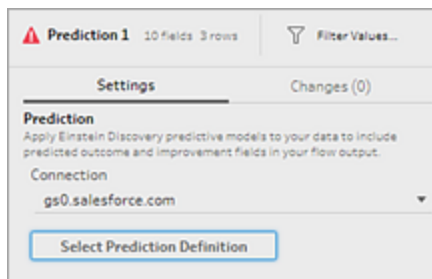 Prediction 1 10 fields 3 rows Filter Values...
Settings Changes (0)
Prediction
Apply Einstein Discovery predictive models to your data to include
predicted outcome and improvement fields in your flow output.
Connection
gs0.salesforce.com
Select Prediction Definition